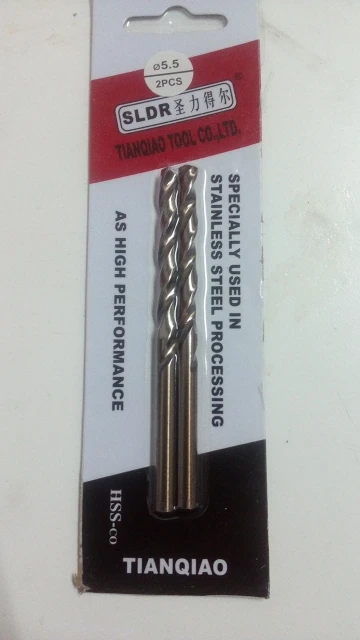 ⌀5.5
2PCS
SLDR圣力得尔®
TIANQIAO TOOL CO.,LTD.
SPECIALLY USED IN
STAINLESS STEEL PROCESSING
AS HIGH PERFORMANCE
HSS-co
TIANQIAO